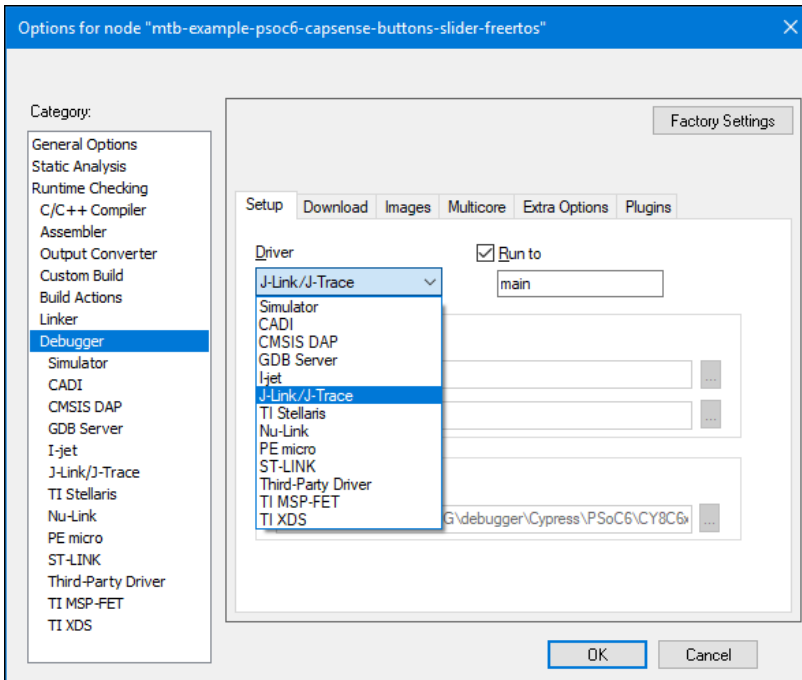 Options for node "mtb-example-psoc6-capsense-buttons-slider-freertos"
Category:
Factory Settings
General Options
Static Analysis
Runtime Checking
C/C++ Compiler
Assembler
Output Converter
Custom Build
Build Actions
Linker
Debugger
Simulator
CADI
CMSIS DAP
GDB Server
I-jet
J-Link/J-Trace
TI Stellaris
Nu-Link
PE micro
ST-LINK
Third-Party Driver
TI MSP-FET
TI XDS
Setup Download Images Multicore Extra Options Plugins
Driver
Run to
J-Link/J-Trace
main
Simulator
CADI
CMSIS DAP
GDB Server
I-jet
J-Link/J-Trace
TI Stellaris
Nu-Link
PE micro
ST-LINK
Third-Party Driver
TI MSP-FET
TI XDS
...
...
G\debugger\Cypress\PSoC6\CY8C6x ...
OK Cancel